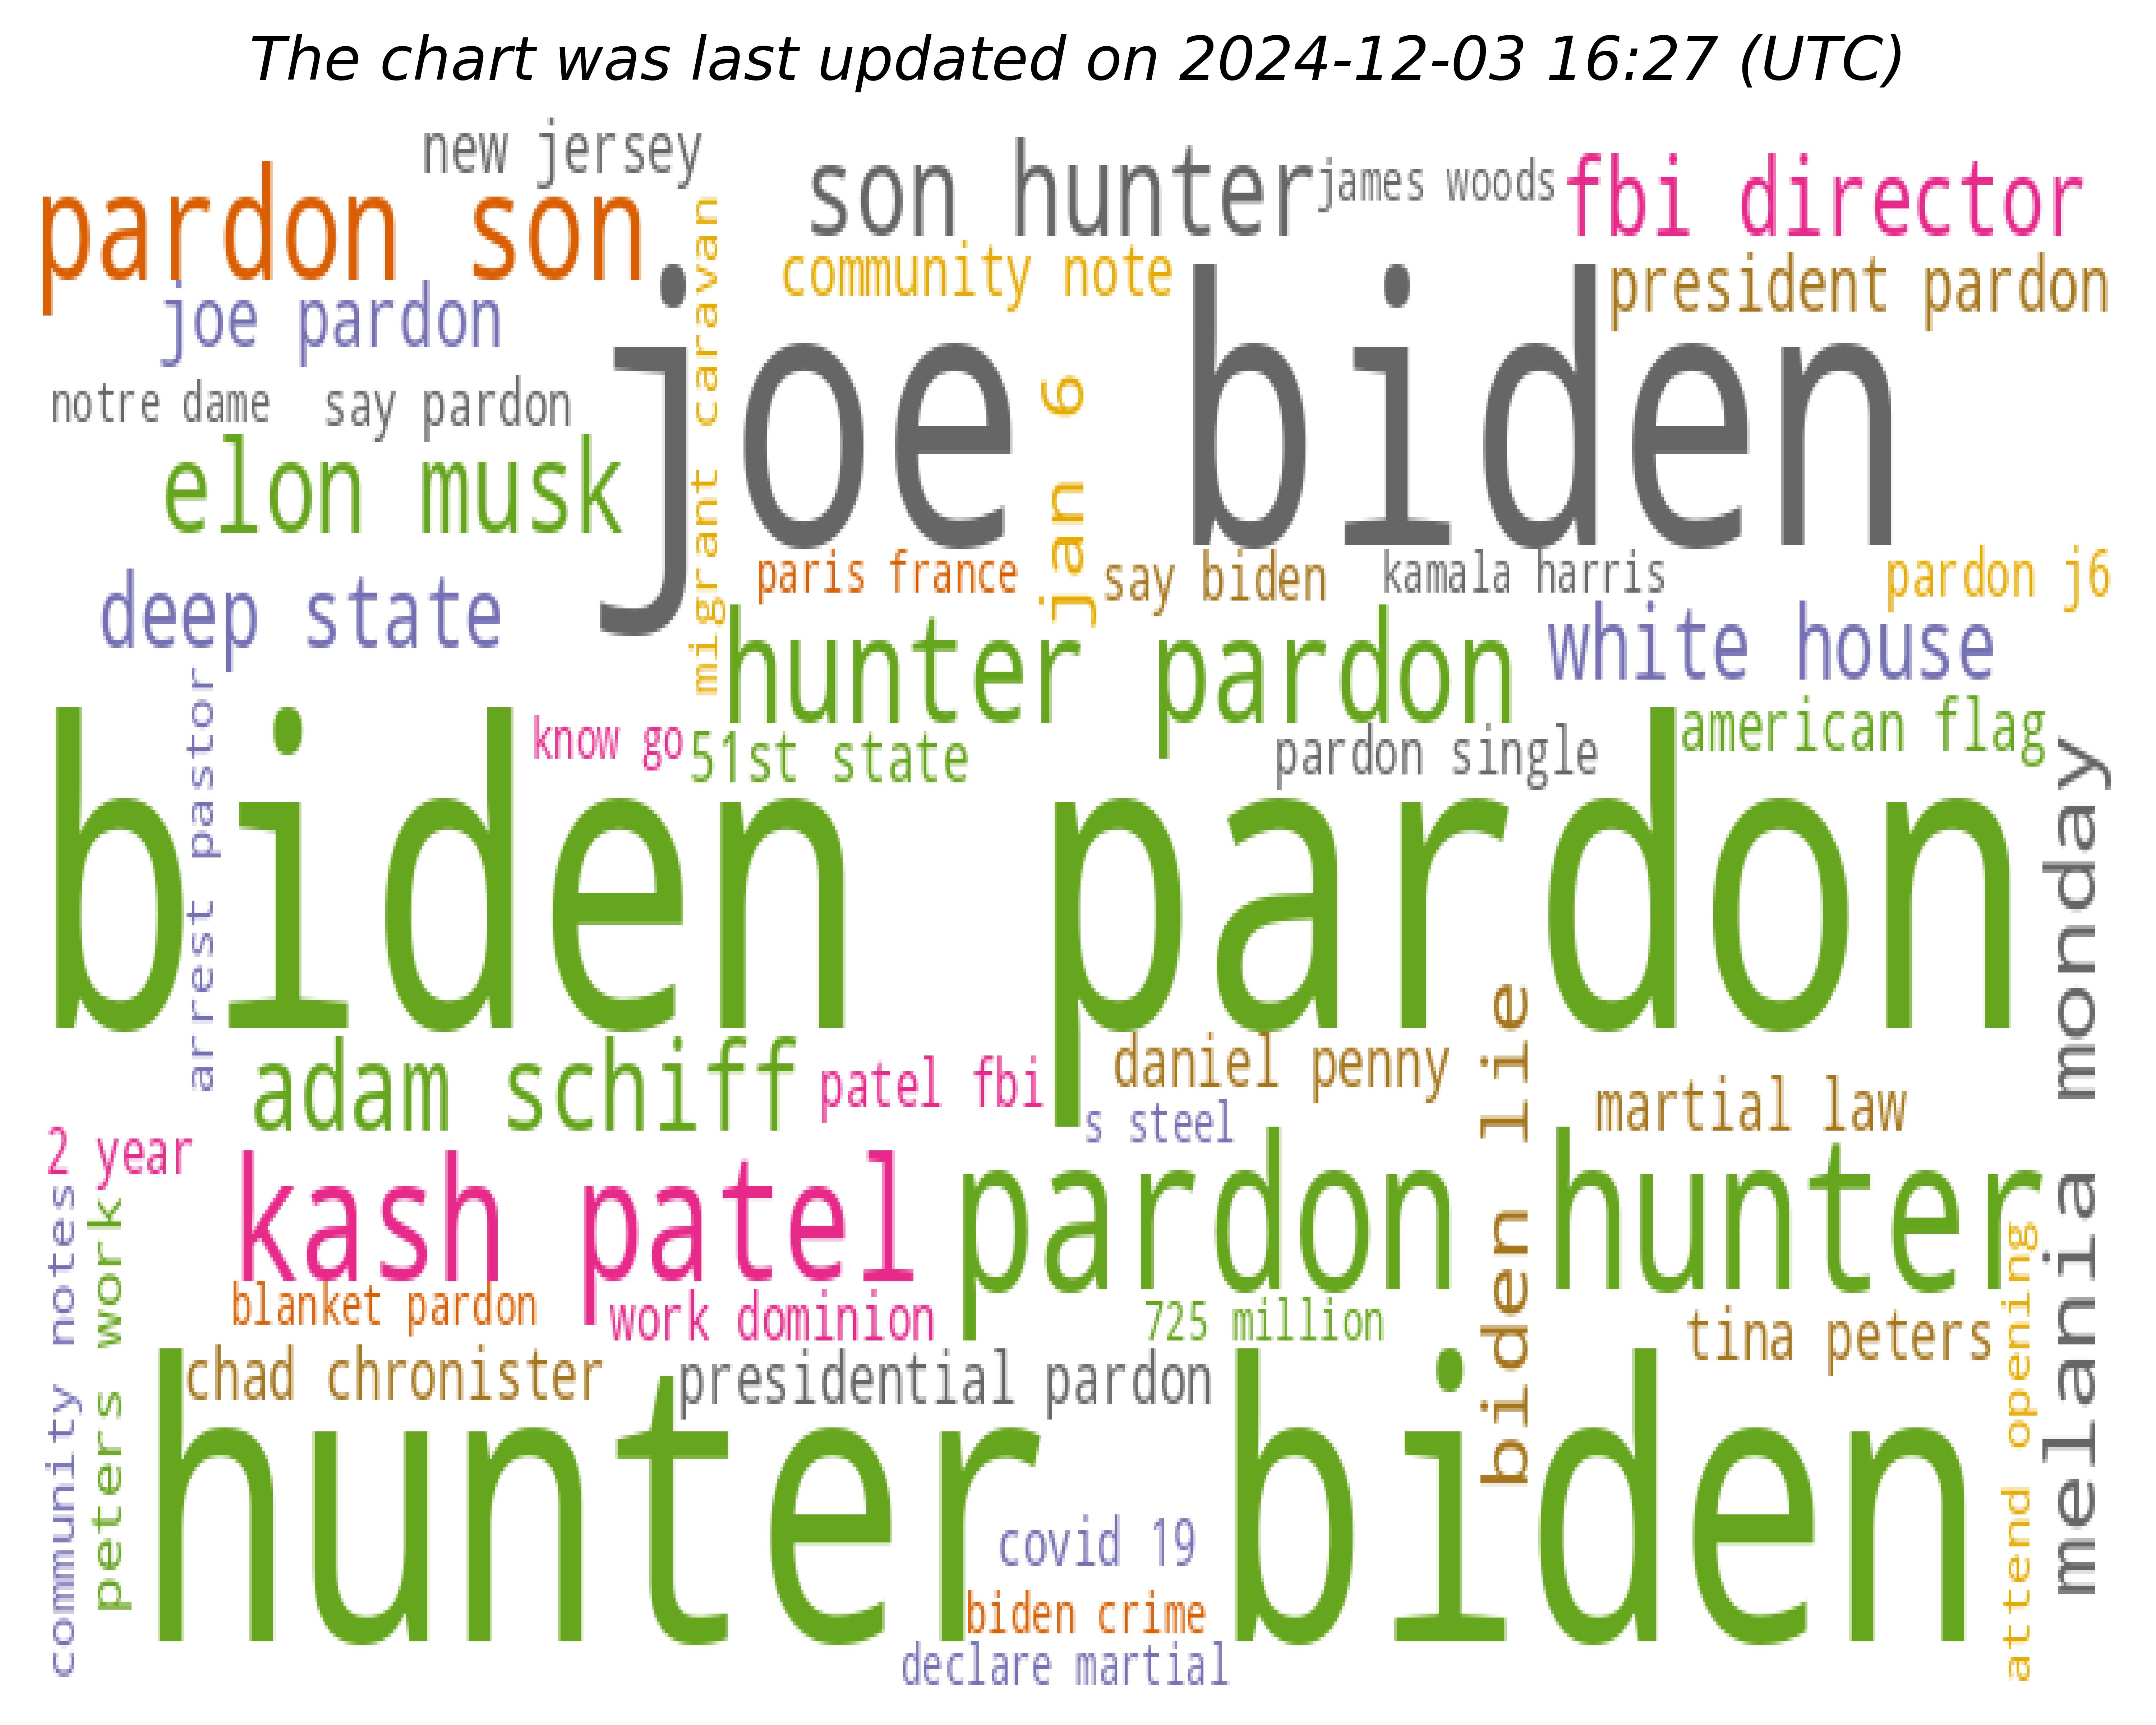 The chart was last updated on 2024-12-03 16:27 (UTC)
new jersey
pardon son
son hunter
james woods
fbi director
community note
president pardon
joe pardon
migrant caravan
joe biden
notre dame
say pardon
jan 6
elon musk
paris france
say biden
kamala harris
pardon j6
deep state
hunter pardon
white house
arrest pastor
know go
51st state
pardon single
american flag
biden pardon
melania monday
adam schiff
patel fbi
daniel penny
biden lie
s steel
martial law
2 year
kash patel
pardon hunter
community notes
peters work
blanket pardon
work dominion
725 million
tina peters
attend opening
chad chronister
presidential pardon
hunter biden
covid 19
biden crime
declare martial